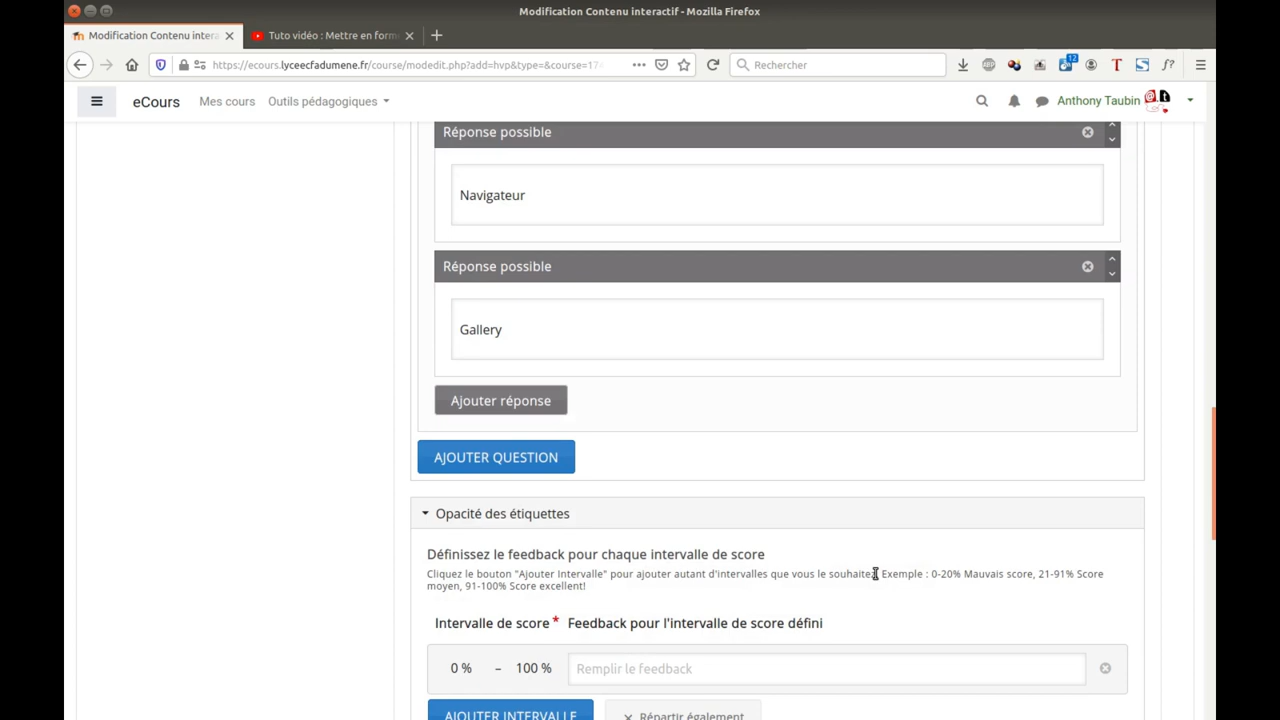 Modification Contenu interactif - Mozilla Firefox
Modification Contenu intera
Tuto vidéo : Mettre en form
https://ecours.lyceecfadumene.fr/course/modedit.php?add=hvp&type=&course=17
Rechercher
12
eCours Mes cours Outils pédagogiques Anthony Taubin
Réponse possible
Navigateur
Réponse possible
Gallery
Ajouter réponse
AJOUTER QUESTION
Opacité des étiquettes
Définissez le feedback pour chaque intervalle de score
Cliquez le bouton "Ajouter Intervalle" pour ajouter autant d'intervalles que vous le souhaitez. Exemple : 0-20% Mauvais score, 21-91% Score
moyen, 91-100% Score excellent!
Intervalle de score * Feedback pour l'intervalle de score défini
0 % – 100 % Remplir le feedback
AJOUTER INTERVALLE Répartir également